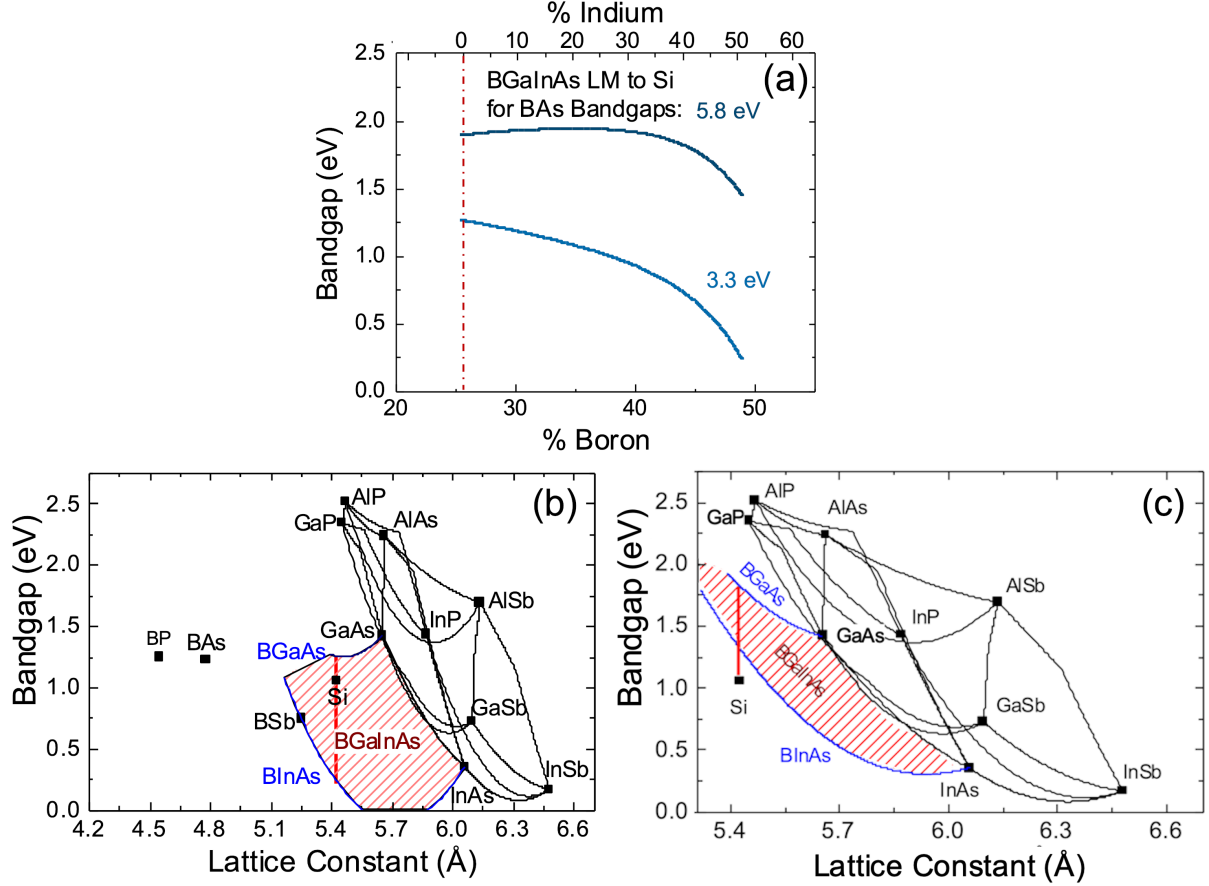 % Indium
0 10 20 30 40 50 60
(a)
BGaInAs LM to Si
for BAs Bandgaps: 5.8 eV
3.3 eV
Bandgap (eV)
2.5
2.0
1.5
1.0
0.5
0.0
20 30 40 50
% Boron
(b)
Bandgap (eV)
2.5
2.0
1.5
1.0
0.5
0.0
AlP
GaP
AlAs
AlSb
InP
GaAs
BP
BAs
BGaAs
Si
BSb
GaSb
BGaInAs
BInAs
InSb
InAs
4.2 4.5 4.8 5.1 5.4 5.7 6.0 6.3 6.6
Lattice Constant (Å)
(c)
Bandgap (eV)
2.5
2.0
1.5
1.0
0.5
0.0
AlP
GaP
AlAs
BGaAs
AlSb
InP
GaAs
BGaInAs
Si
GaSb
BInAs
InSb
InAs
5.4 5.7 6.0 6.3 6.6
Lattice Constant (Å)